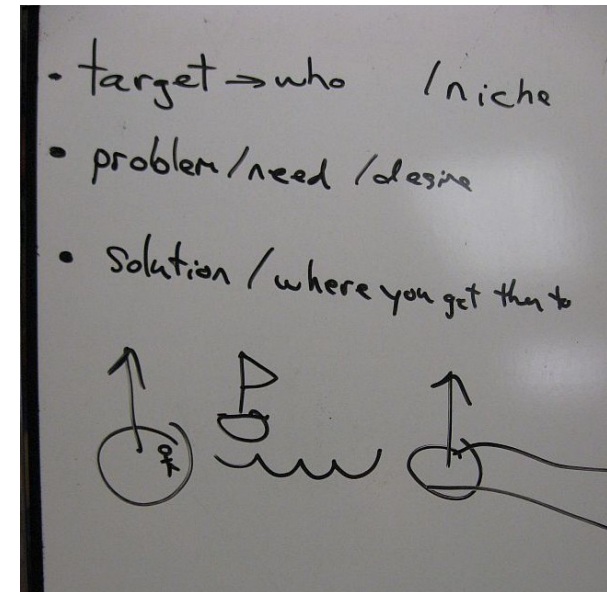 • target → who /niche
• problem/need /desire
• solution / where you get them to